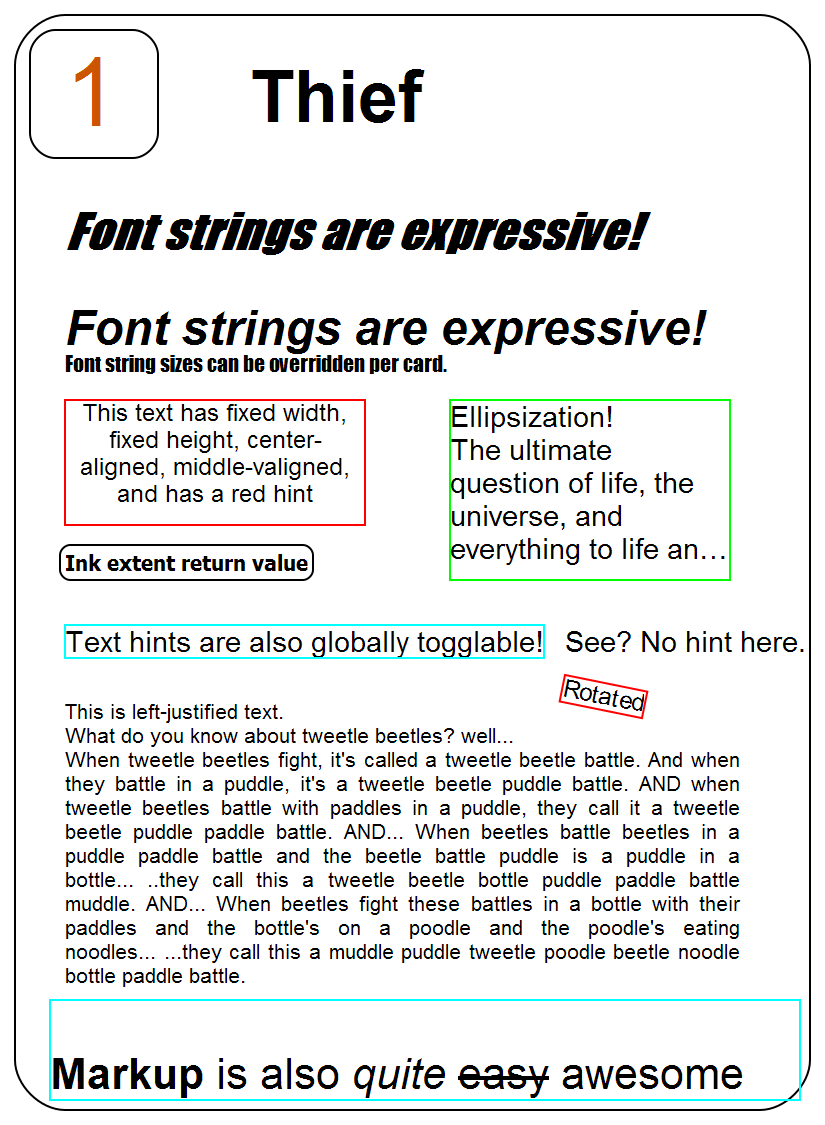 1
Thief
Font strings are expressive!
Font strings are expressive!
Font string sizes can be overridden per card.
This text has fixed width,
fixed height, center-
aligned, middle-valigned,
and has a red hint
Ellipsization!
The ultimate
question of life, the
universe, and
everything to life an…
Ink extent return value
Text hints are also globally togglable!
See? No hint here.
Rotated
This is left-justified text.
What do you know about tweetle beetles? well...
When tweetle beetles fight, it's called a tweetle beetle battle. And when
they battle in a puddle, it's a tweetle beetle puddle battle. AND when
tweetle beetles battle with paddles in a puddle, they call it a tweetle
beetle puddle paddle battle. AND... When beetles battle beetles in a
puddle paddle battle and the beetle battle puddle is a puddle in a
bottle... ..they call this a tweetle beetle bottle puddle paddle battle
muddle. AND... When beetles fight these battles in a bottle with their
paddles and the bottle's on a poodle and the poodle's eating
noodles... ...they call this a muddle puddle tweetle poodle beetle noodle
bottle paddle battle.
Markup is also quite easy awesome